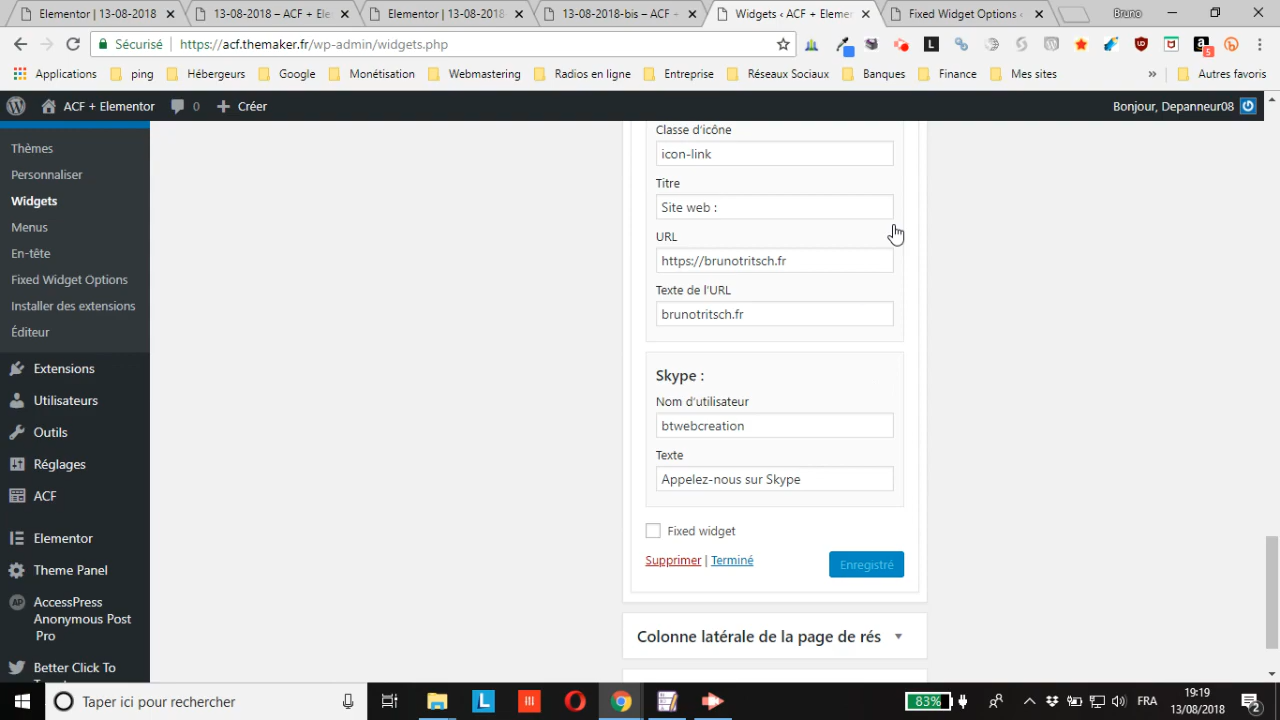 Elementor | 13-08-2018
13-08-2018 – ACF + Ele
Elementor | 13-08-2018
13-08-2018-bis – ACF +
Widgets ‹ ACF + Elemer
Fixed Widget Options ‹
Bruno
Sécurisé
https://acf.themaker.fr/wp-admin/widgets.php
5
Applications
ping
Hébergeurs
Google
Monétisation
Webmastering
Radios en ligne
Entreprise
Réseaux Sociaux
Banques
Finance
Mes sites
»
Autres favoris
ACF + Elementor
0
Créer
Bonjour, Depanneur08
Thèmes
Personnaliser
Widgets
Menus
En-tête
Fixed Widget Options
Installer des extensions
Éditeur
Extensions
Utilisateurs
Outils
Réglages
ACF
Elementor
Theme Panel
AccessPress
Anonymous Post
Pro
Better Click To
Classe d’icône
icon-link
Titre
Site web :
URL
https://brunotritsch.fr
Texte de l’URL
brunotritsch.fr
Skype :
Nom d’utilisateur
btwebcreation
Texte
Appelez-nous sur Skype
Fixed widget
Supprimer | Terminé
Enregistré
Colonne latérale de la page de rés
Taper ici pour rechercher
83%
FRA
19:19
13/08/2018
2